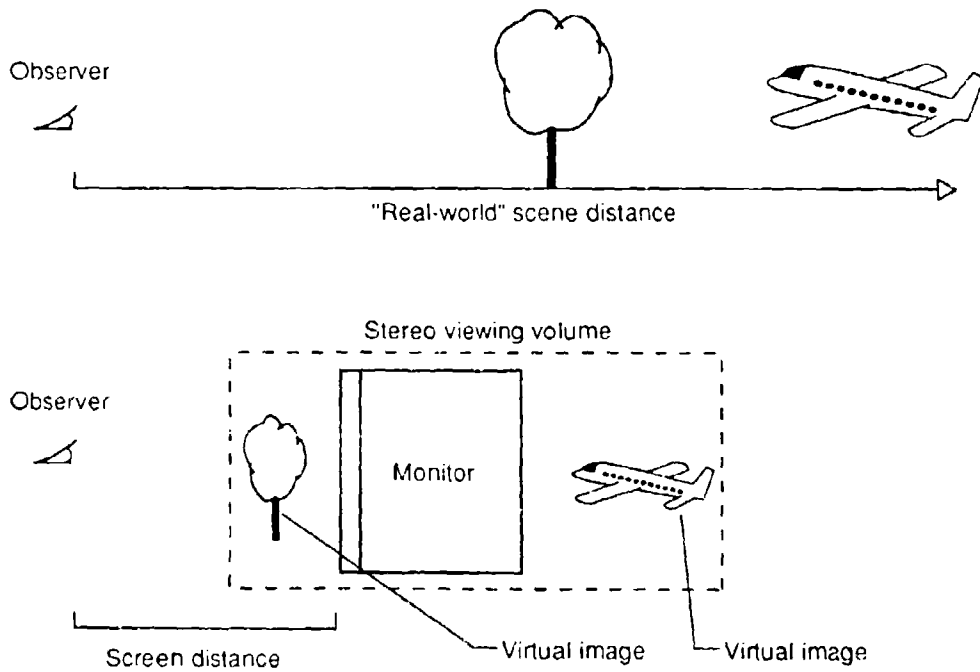 Observer
"Real-world" scene distance
Stereo viewing volume
Observer
Monitor
Screen distance
Virtual image
Virtual image